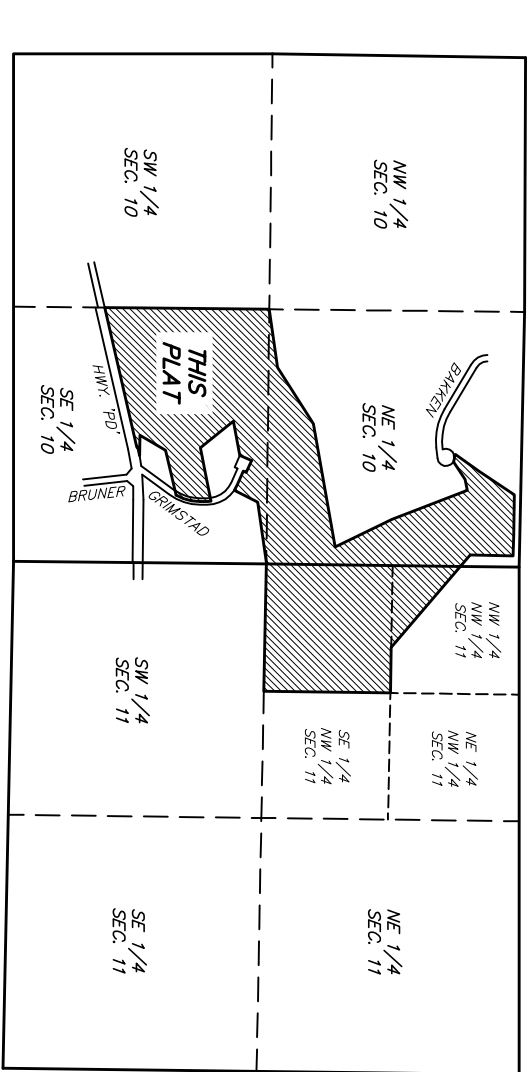 NW 1/4
SEC. 10
NE 1/4
SEC. 10
BAKKEN
NW 1/4
NW 1/4
SEC. 11
NE 1/4
NW 1/4
SEC. 11
NE 1/4
SEC. 11
SE 1/4
NW 1/4
SEC. 11
SW 1/4
SEC. 10
THIS
PLAT
HWY. 'PD'
SE 1/4
SEC. 10
GRIMSTAD
BRUNER
SW 1/4
SEC. 11
SE 1/4
SEC. 11